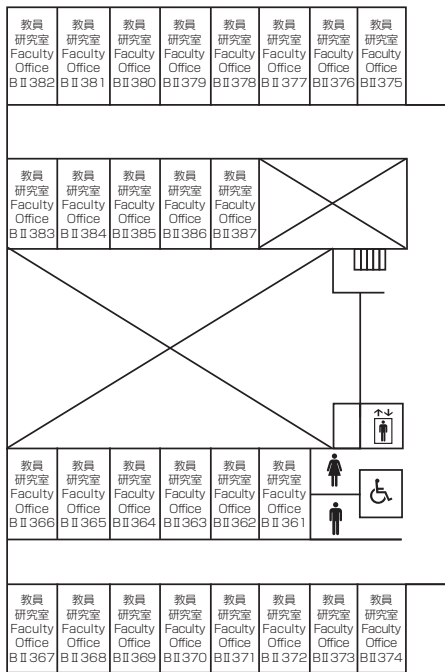 教員
研究室
Faculty
Office
BⅡ382
教員
研究室
Faculty
Office
BⅡ381
教員
研究室
Faculty
Office
BⅡ380
教員
研究室
Faculty
Office
BⅡ379
教員
研究室
Faculty
Office
BⅡ378
教員
研究室
Faculty
Office
BⅡ377
教員
研究室
Faculty
Office
BⅡ376
教員
研究室
Faculty
Office
BⅡ375
教員
研究室
Faculty
Office
BⅡ383
教員
研究室
Faculty
Office
BⅡ384
教員
研究室
Faculty
Office
BⅡ385
教員
研究室
Faculty
Office
BⅡ386
教員
研究室
Faculty
Office
BⅡ387
教員
研究室
Faculty
Office
BⅡ366
教員
研究室
Faculty
Office
BⅡ365
教員
研究室
Faculty
Office
BⅡ364
教員
研究室
Faculty
Office
BⅡ363
教員
研究室
Faculty
Office
BⅡ362
教員
研究室
Faculty
Office
BⅡ361
教員
研究室
Faculty
Office
BⅡ367
教員
研究室
Faculty
Office
BⅡ368
教員
研究室
Faculty
Office
BⅡ369
教員
研究室
Faculty
Office
BⅡ370
教員
研究室
Faculty
Office
BⅡ371
教員
研究室
Faculty
Office
BⅡ372
教員
研究室
Faculty
Office
BⅡ373
教員
研究室
Faculty
Office
BⅡ374